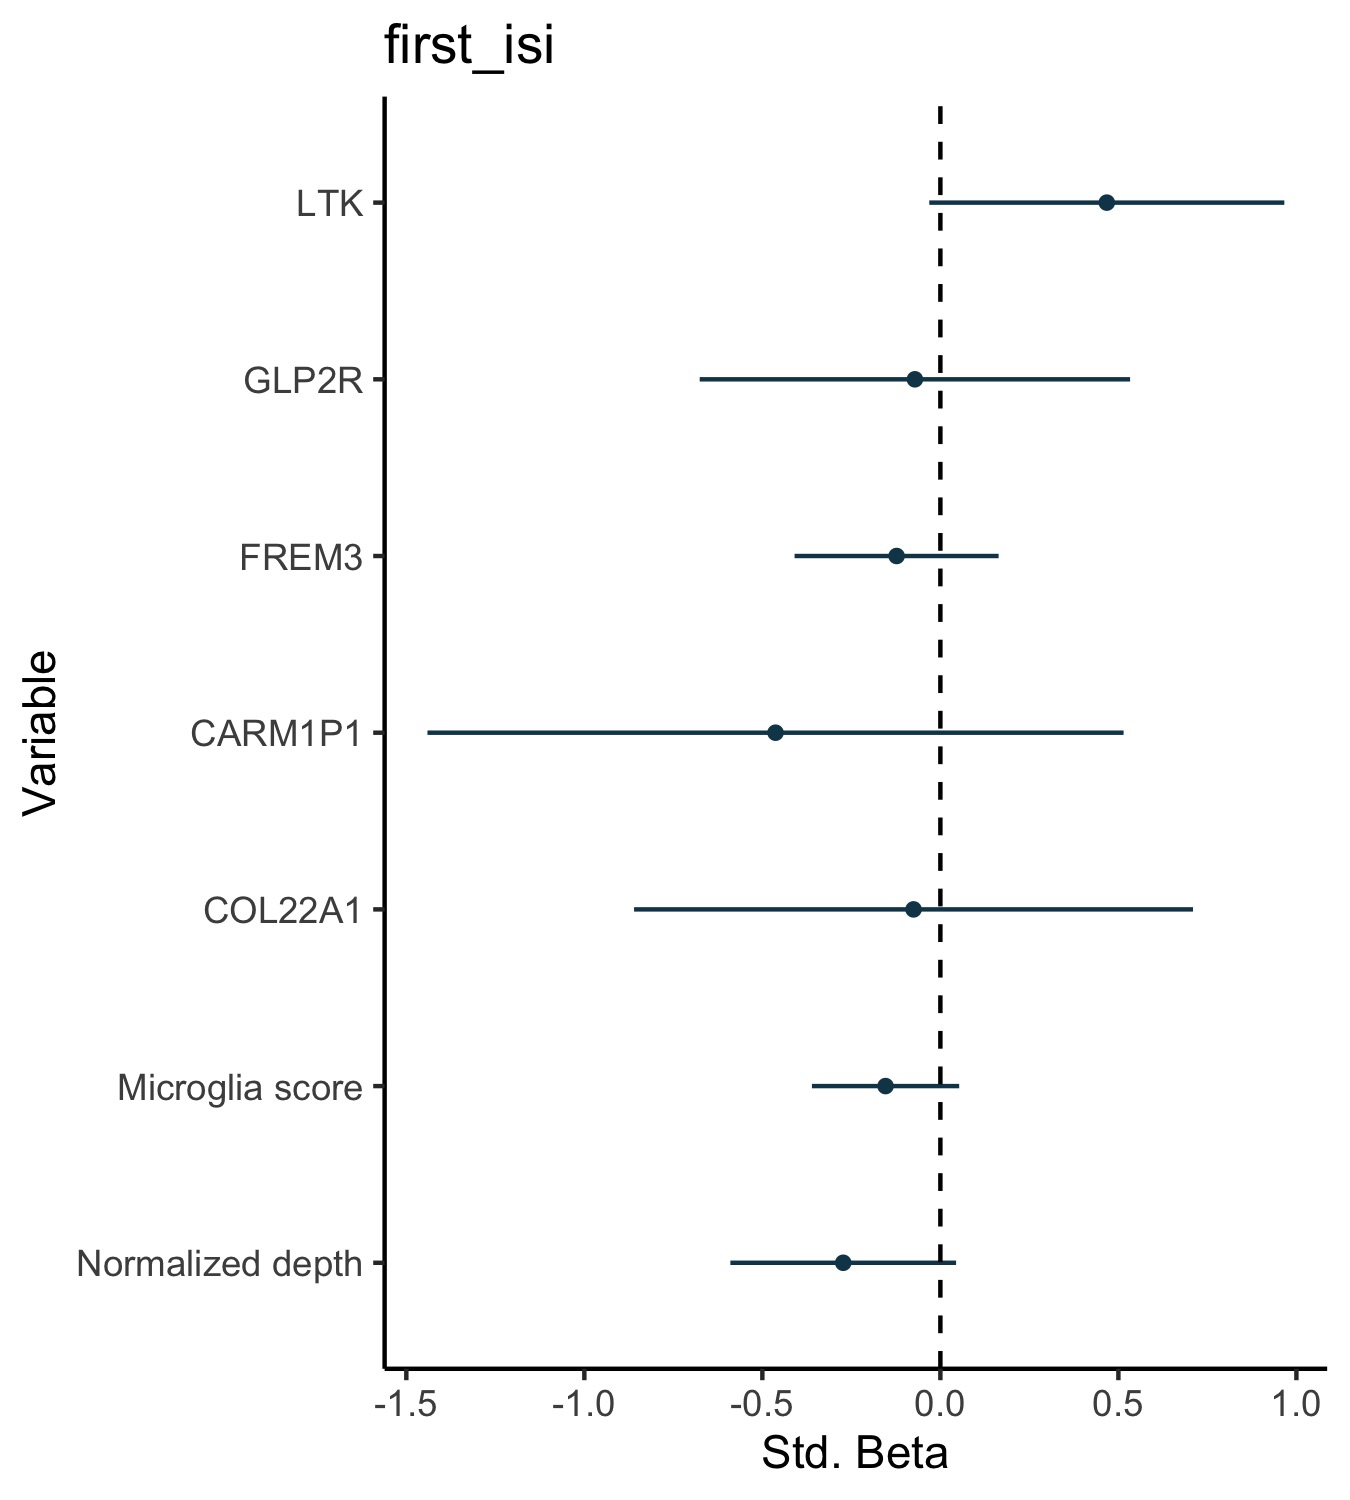 first_isi
Variable
LTK
GLP2R
FREM3
CARM1P1
COL22A1
Microglia score
Normalized depth
-1.5 -1.0 -0.5 0.0 0.5 1.0
Std. Beta